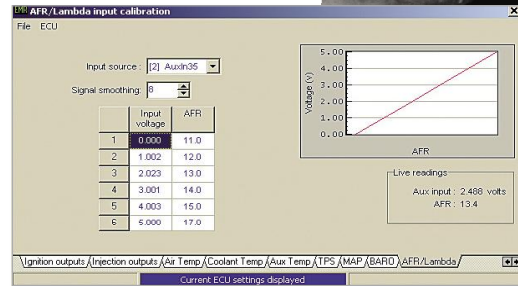 EMR AFR/Lambda input calibration
File ECU
Input source : [2] AuxIn35
Signal smoothing: 8
Input voltage AFR
1 0.000 11.0
2 1.002 12.0
3 2.023 13.0
4 3.001 14.0
5 4.003 15.0
6 5.000 17.0
Voltage (v)
5.00
4.00
3.00
2.00
1.00
0.00
AFR
Live readings
Aux input : 2.488 volts
AFR : 13.4
Ignition outputs Injection outputs Air Temp Coolant Temp Aux Temp TPS MAP BARO AFR/Lambda
Current ECU settings displayed